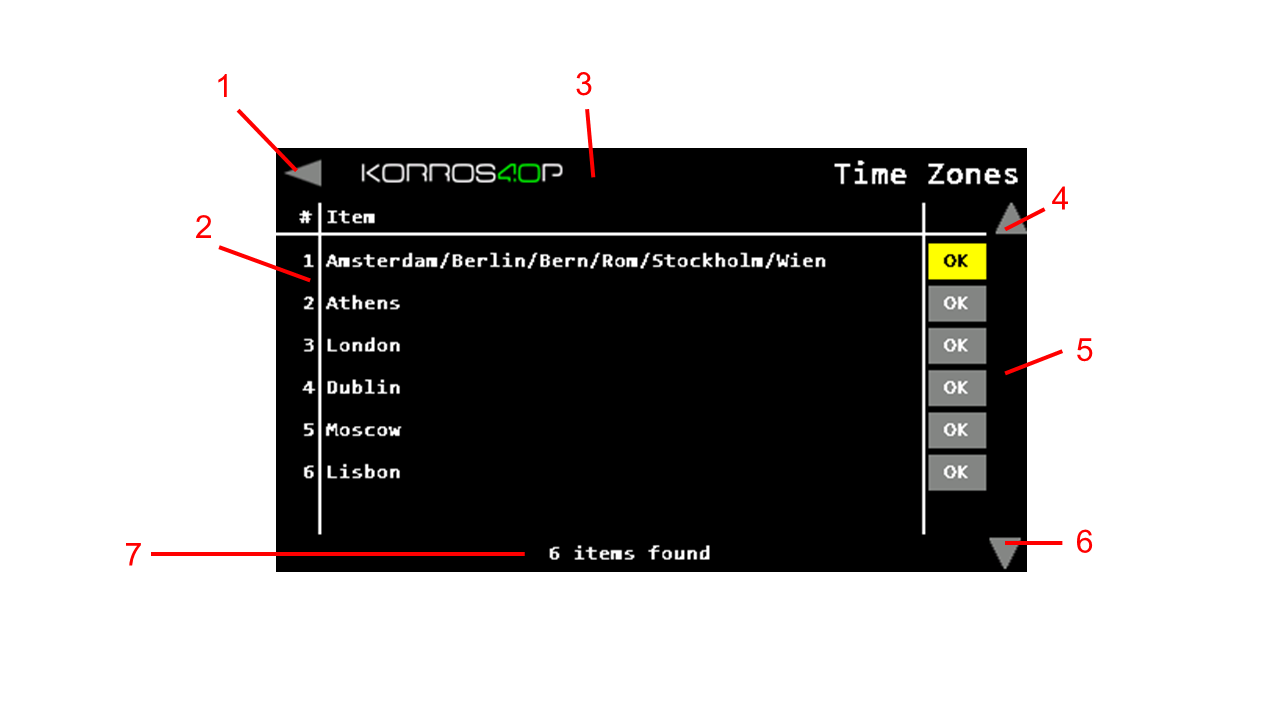 1
3
KORROS4.0P Time Zones
4
# Item
2
1 Amsterdam/Berlin/Bern/Rom/Stockholm/Wien OK
2 Athens OK
3 London OK
5
4 Dublin OK
5 Moscow OK
6 Lisbon OK
6
7
6 items found